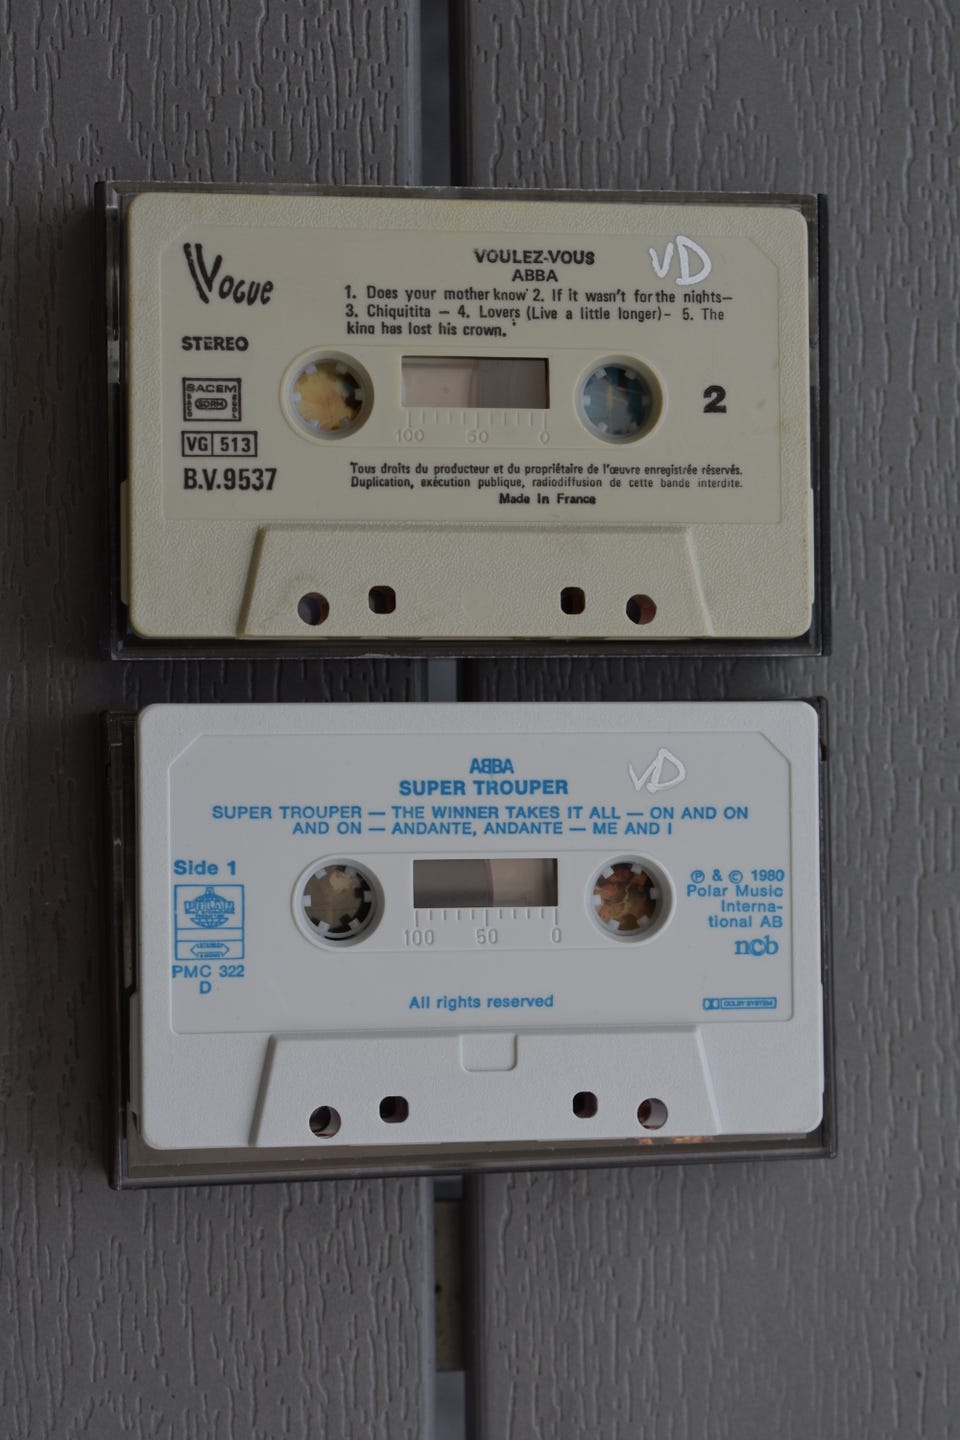 Vogue
VOULEZ-VOUS
ABBA
VD
1. Does your mother know 2. If it wasn't for the nights—
3. Chiquitita — 4. Lovers (Live a little longer)- 5. The
king has lost his crown.
STEREO
SACEM
SACD SDRM SGDL
VG 513
B.V.9537
2
100 50 0
Tous droits du producteur et du propriétaire de l'œuvre enregistrée réservés.
Duplication, exécution publique, radiodiffusion de cette bande interdite.
Made In France
ABBA
SUPER TROUPER
VD
SUPER TROUPER — THE WINNER TAKES IT ALL — ON AND ON
AND ON — ANDANTE, ANDANTE — ME AND I
Side 1
PMC 322
D
100 50 0
℗ & © 1980
Polar Music
Interna-
tional AB
ncb
All rights reserved
DOLBY SYSTEM